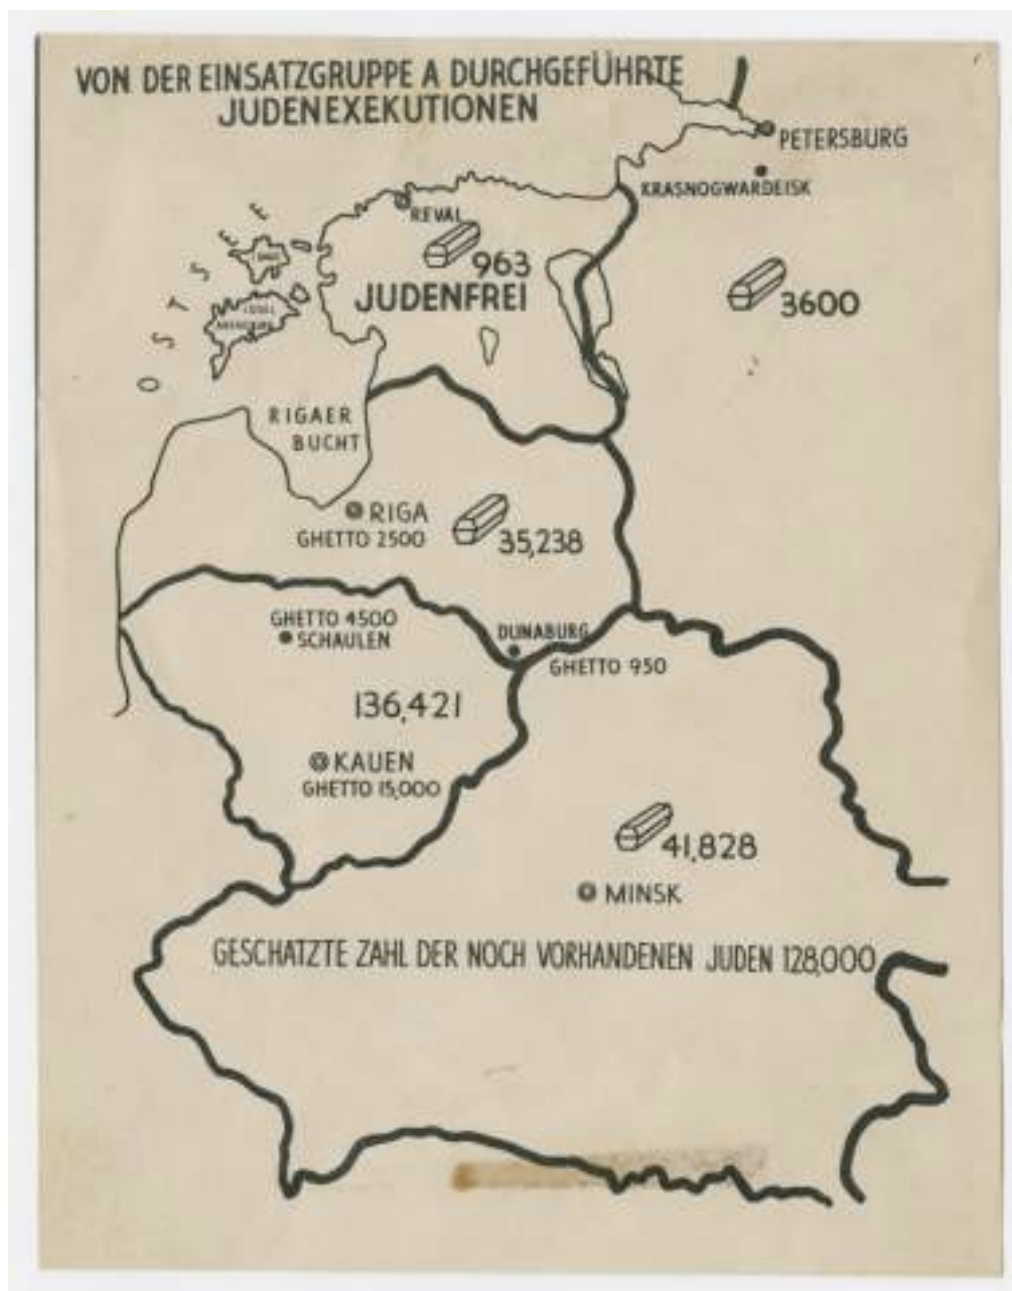 VON DER EINSATZGRUPPE A DURCHGEFÜHRTE
JUDENEXEKUTIONEN
PETERSBURG
KRASNOGWARDEISK
REVAL
963
JUDENFREI
3600
OSTSEE
RIGAER
BUCHT
RIGA
GHETTO 2500
35,238
GHETTO 4500
SCHAULEN
DUNABURG
GHETTO 950
136,421
KAUEN
GHETTO 15,000
41,828
MINSK
GESCHATZTE ZAHL DER NOCH VORHANDENEN JUDEN 128,000